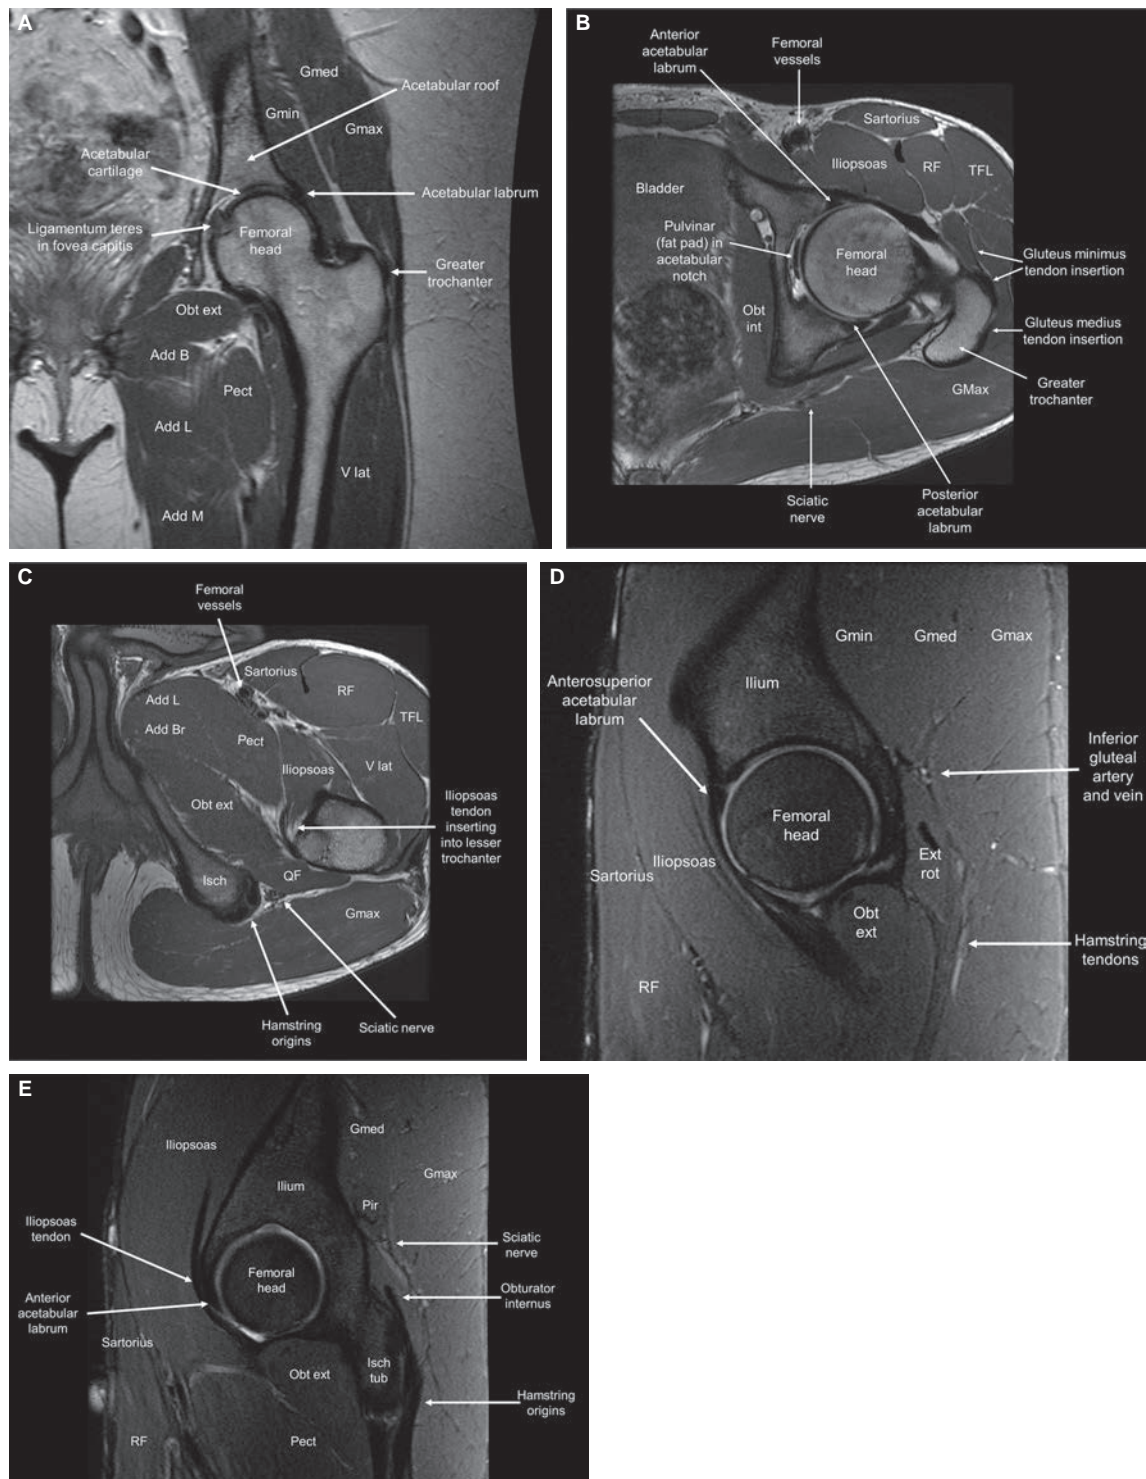 A
Gmed
Acetabular roof
Gmin
Gmax
Acetabular
cartilage
Acetabular labrum
Ligamentum teres
in fovea capitis
Femoral
head
Greater
trochanter
Obt ext
Add B
Pect
Add L
V lat
Add M
B
Anterior
acetabular
labrum
Femoral
vessels
Sartorius
Iliopsoas
RF
TFL
Bladder
Pulvinar
(fat pad) in
acetabular
notch
Femoral
head
Gluteus minimus
tendon insertion
Obt
int
Gluteus medius
tendon insertion
GMax
Greater
trochanter
Sciatic
nerve
Posterior
acetabular
labrum
C
Femoral
vessels
Sartorius
RF
Add L
TFL
Add Br
Pect
V lat
Iliopsoas
Obt ext
Iliopsoas
tendon
inserting
into lesser
trochanter
Isch
QF
Gmax
Hamstring
origins
Sciatic nerve
D
Gmin
Gmed
Gmax
Anterosuperior
acetabular
labrum
Ilium
Inferior
gluteal
artery
and vein
Femoral
head
Iliopsoas
Sartorius
Ext
rot
Obt
ext
Hamstring
tendons
RF
E
Iliopsoas
Gmed
Gmax
Ilium
Pir
Iliopsoas
tendon
Sciatic
nerve
Femoral
head
Anterior
acetabular
labrum
Obturator
internus
Sartorius
Obt ext
Isch
tub
Hamstring
origins
RF
Pect